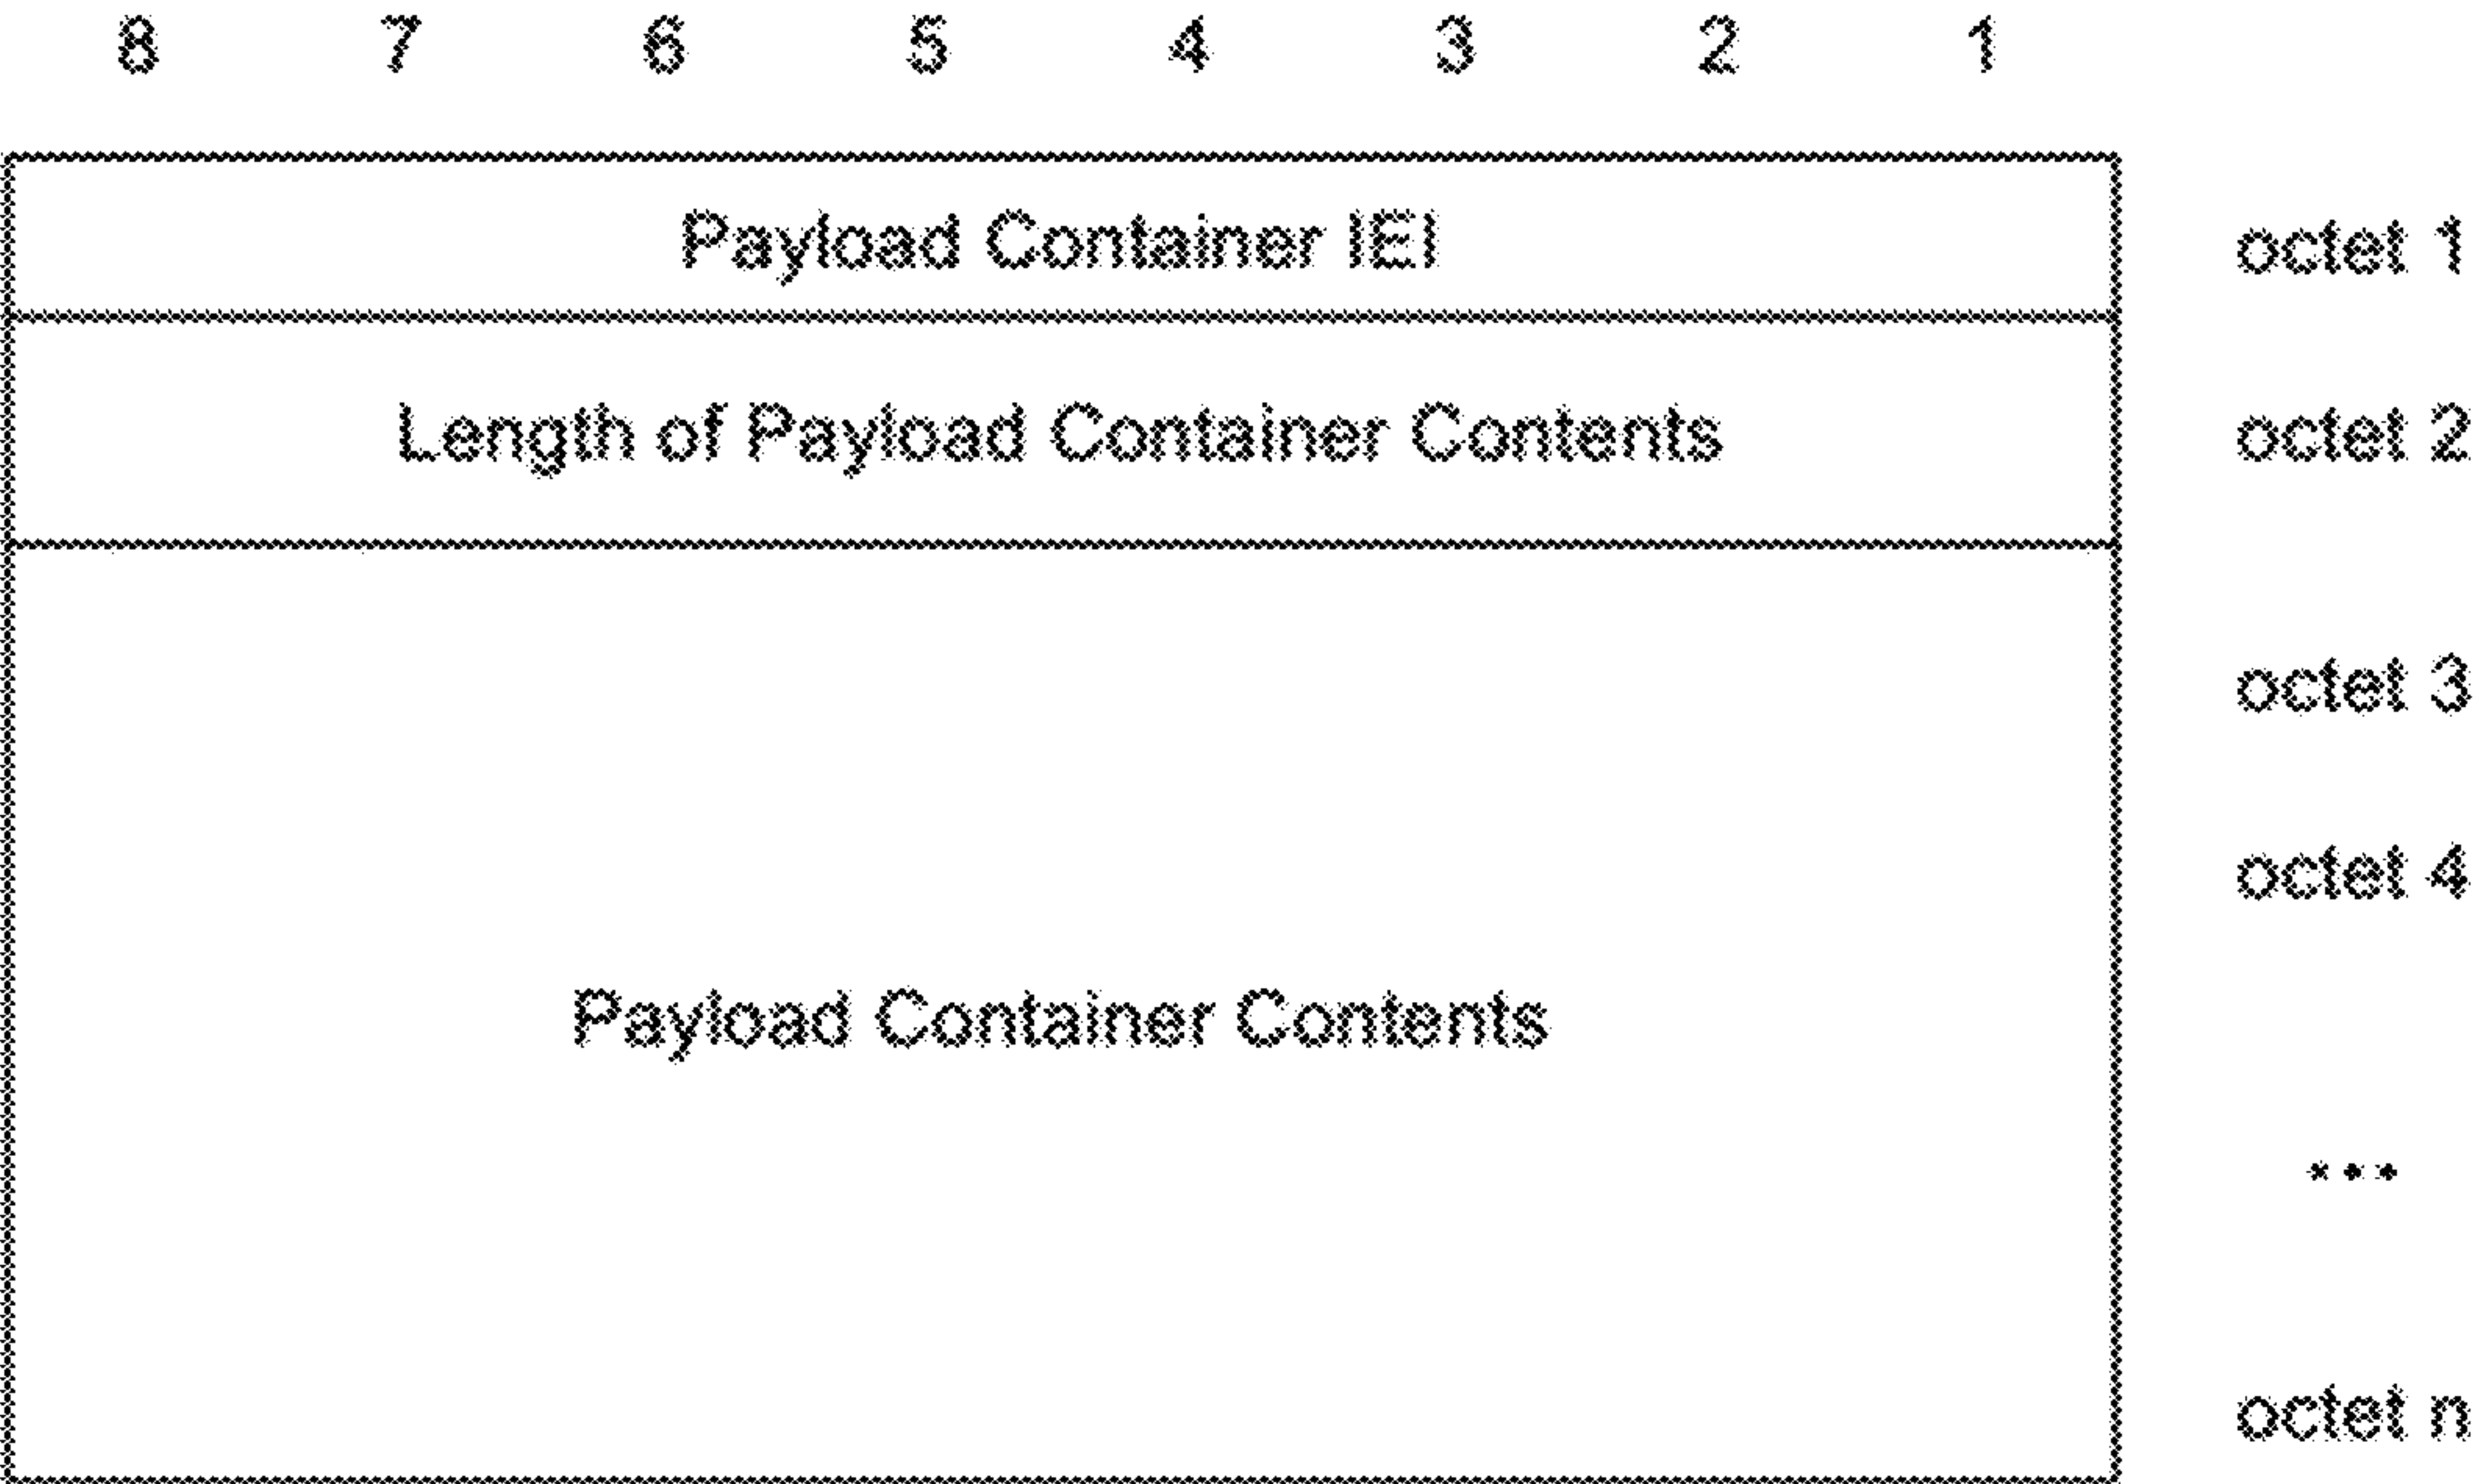 8 7 6 5 4 3 2 1
Payload Container IEI octet 1
Length of Payload Container Contents octet 2
octet 3
octet 4
Payload Container Contents
...
octet n